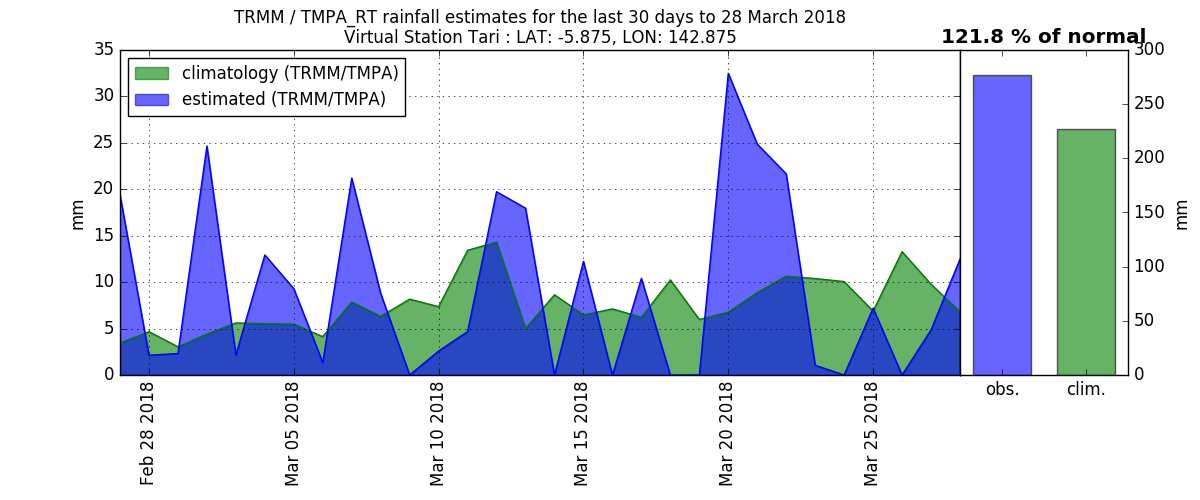 TRMM / TMPA_RT rainfall estimates for the last 30 days to 28 March 2018
Virtual Station Tari : LAT: -5.875, LON: 142.875
121.8 % of normal
climatology (TRMM/TMPA)
estimated (TRMM/TMPA)
35
30
25
20
15
10
5
0
mm
Feb 28 2018
Mar 05 2018
Mar 10 2018
Mar 15 2018
Mar 20 2018
Mar 25 2018
300
250
200
150
100
50
0
mm
obs.
clim.